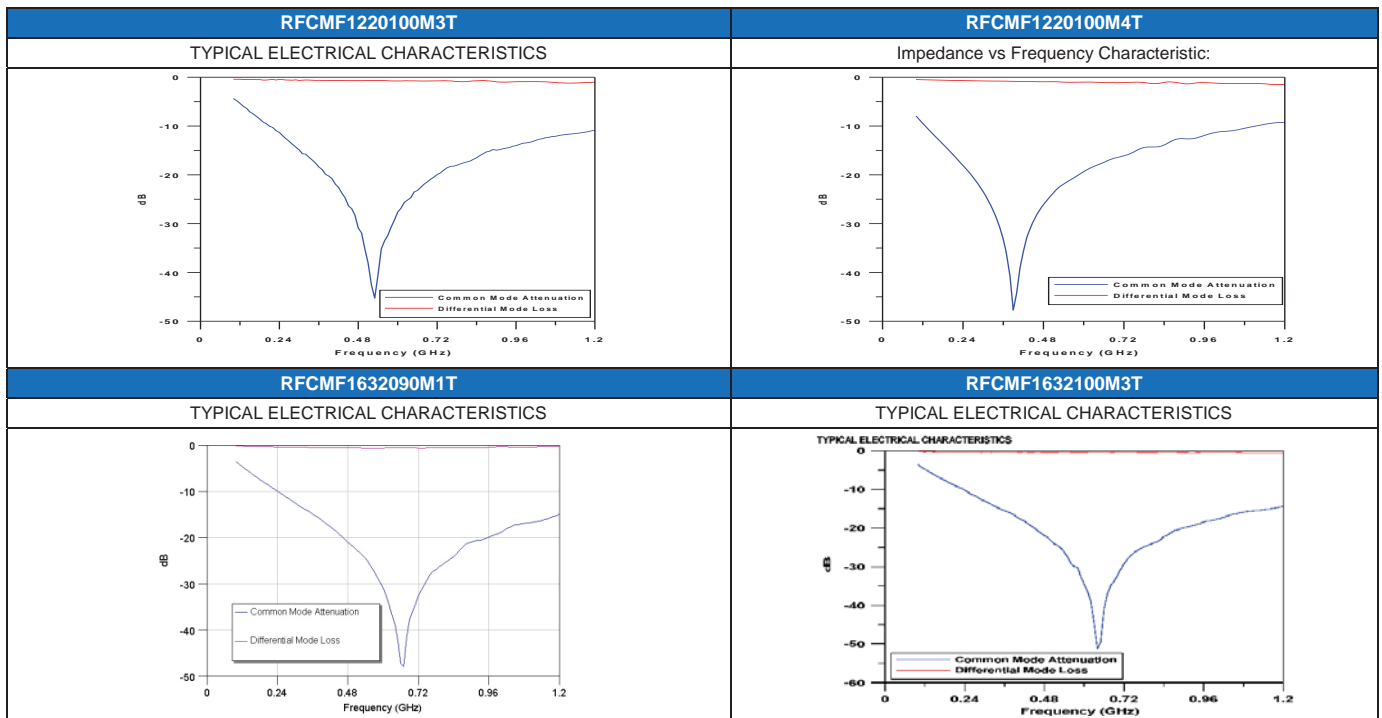 RFCMF1220100M3T
RFCMF1220100M4T
TYPICAL ELECTRICAL CHARACTERISTICS
Impedance vs Frequency Characteristic:
0
-10
-20
-30
-40
-50
dB
Common Mode Attenuation
Differential Mode Loss
0 0.24 0.48 0.72 0.96 1.2
Frequency (GHz)
0
-10
-20
-30
-40
-50
dB
Common Mode Attenuation
Differential Mode Loss
0 0.24 0.48 0.72 0.96 1.2
Frequency (GHz)
RFCMF1632090M1T
RFCMF1632100M3T
TYPICAL ELECTRICAL CHARACTERISTICS
TYPICAL ELECTRICAL CHARACTERISTICS
0
-10
-20
-30
-40
-50
dB
Common Mode Attenuation
Differential Mode Loss
0 0.24 0.48 0.72 0.96 1.2
Frequency (GHz)
TYPICAL ELECTRICAL CHARACTERISTICS
0
-10
-20
-30
-40
-50
-60
dB
Common Mode Attenuation
Differential Mode Loss
0 0.24 0.48 0.72 0.96 1.2
Frequency (GHz)